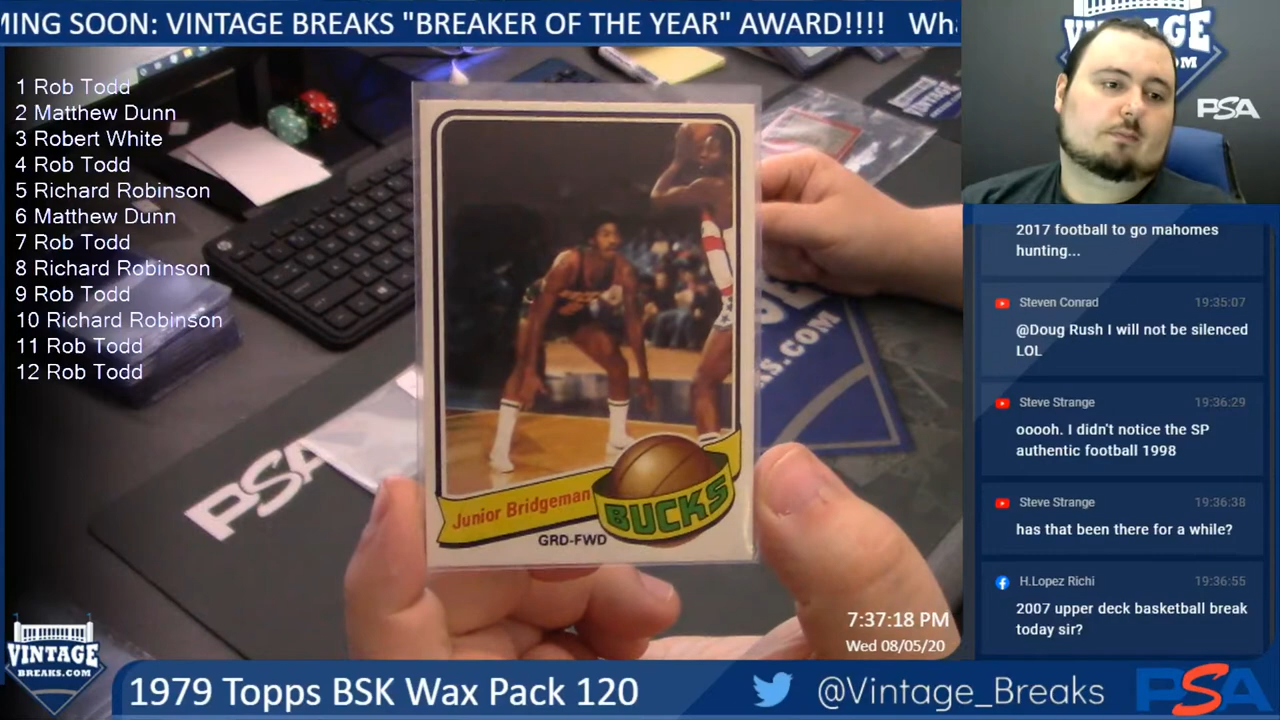 MING SOON: VINTAGE BREAKS "BREAKER OF THE YEAR" AWARD!!!! Wha
1 Rob Todd
2 Matthew Dunn
3 Robert White
4 Rob Todd
5 Richard Robinson
6 Matthew Dunn
7 Rob Todd
8 Richard Robinson
9 Rob Todd
10 Richard Robinson
11 Rob Todd
12 Rob Todd
Junior Bridgeman
BUCKS
GRD-FWD
PSA
S.COM
VINTAGE
PSA
2017 football to go mahomes
hunting...
Steven Conrad 19:35:07
@Doug Rush I will not be silenced
LOL
Steve Strange 19:36:29
ooooh. I didn't notice the SP
authentic football 1998
Steve Strange 19:36:38
has that been there for a while?
H.Lopez Richi 19:36:55
2007 upper deck basketball break
today sir?
7:37:18 PM
Wed 08/05/20
VINTAGE
BREAKS.COM
1979 Topps BSK Wax Pack 120
@Vintage_Breaks
PSA